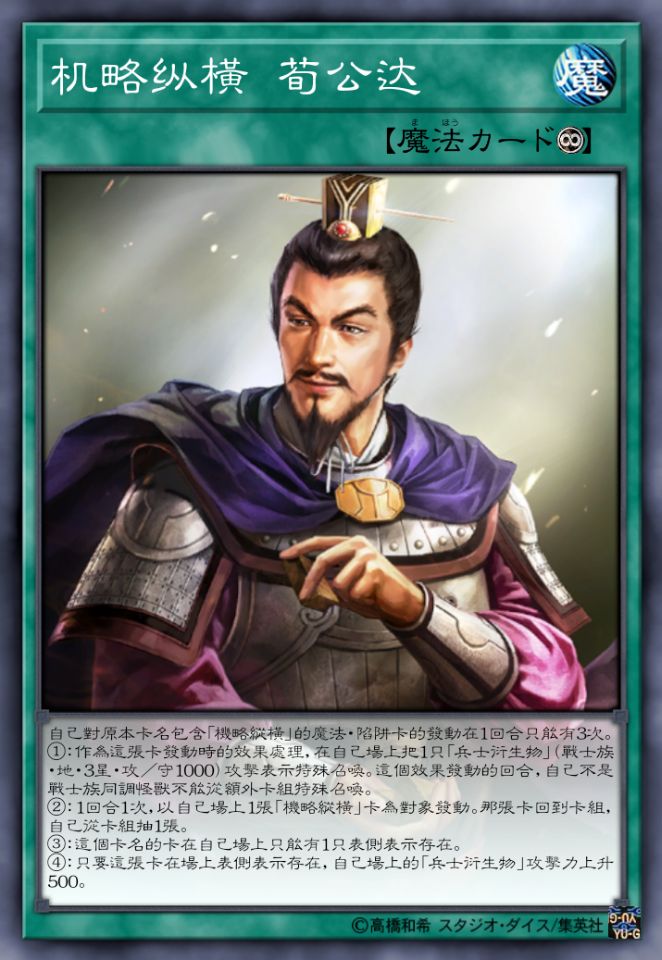 机略纵横 荀公达
魔
【魔法カード♾】
ま ほう
自己對原本卡名包含「機略縱橫」的魔法·陷阱卡的發動在1回合只能有3次。
①:作為這張卡發動時的效果處理,在自己場上把1只「兵士衍生物」(戰士族
·地·3星·攻/守1000)攻擊表示特殊召喚。這個效果發動的回合,自己不是
戰士族同調怪獸不能從額外卡組特殊召喚。
②:1回合1次,以自己場上1張「機略縱橫」卡為對象發動。那張卡回到卡組,
自己從卡組抽1張。
③:這個卡名的卡在自己場上只能有1只表側表示存在。
④:只要這張卡在場上表側表示存在,自己場上的「兵士衍生物」攻擊力上升
500。
©高橋和希 スタジオ·ダイス/集英社